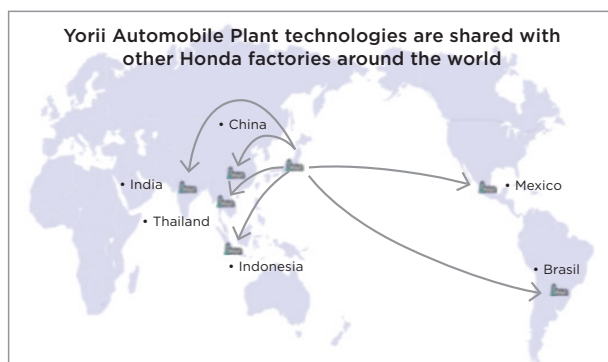 Yorii Automobile Plant technologies are shared with
other Honda factories around the world
• China
• India
• Mexico
• Thailand
• Indonesia
• Brasil